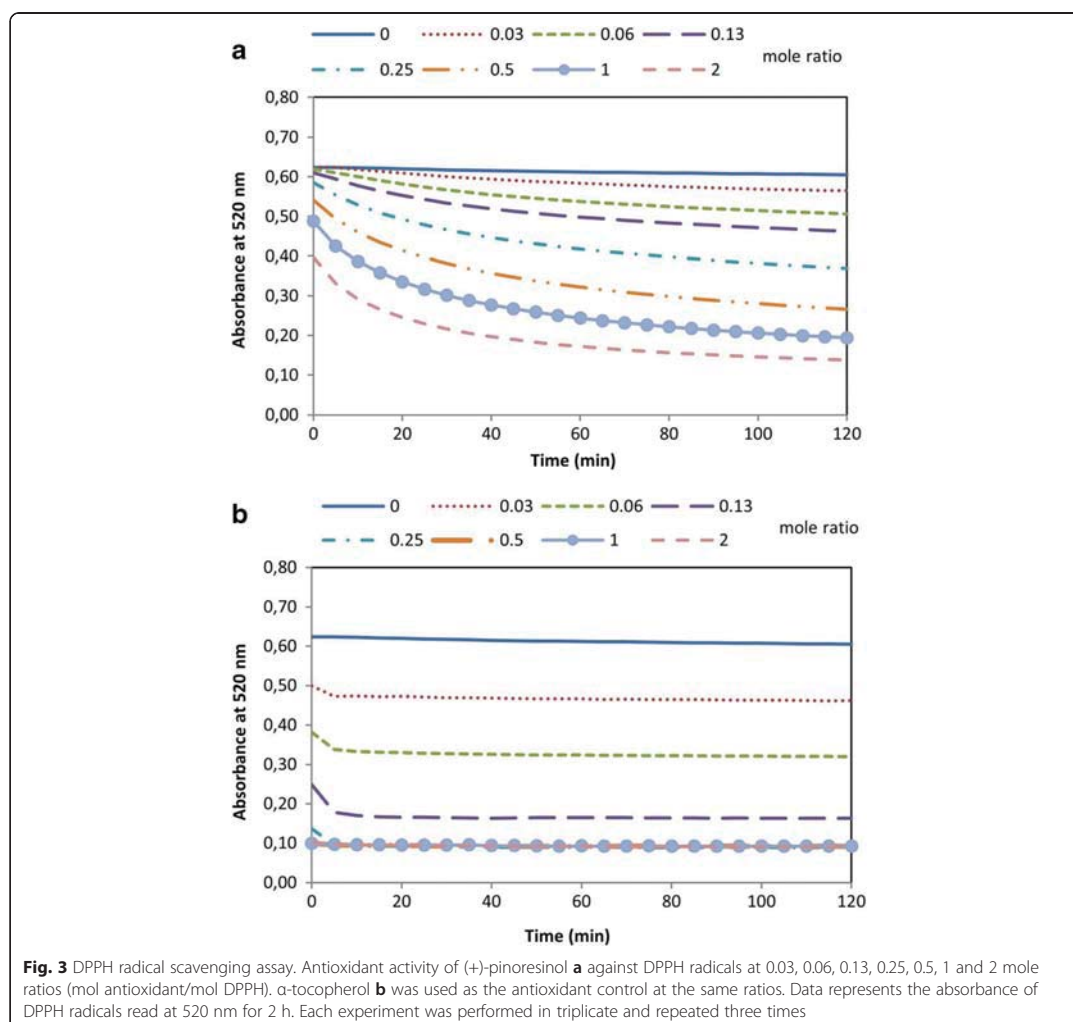 a
0 0.03 0.06 0.13
0.25 0.5 1 2 mole ratio
0,80
0,70
0,60
0,50
0,40
0,30
0,20
0,10
0,00
Absorbance at 520 nm
0 20 40 60 80 100 120
Time (min)
b
0 0.03 0.06 0.13
0.25 0.5 1 2 mole ratio
0,80
0,70
0,60
0,50
0,40
0,30
0,20
0,10
0,00
Absorbance at 520 nm
0 20 40 60 80 100 120
Time (min)
Fig. 3 DPPH radical scavenging assay. Antioxidant activity of (+)-pinoresinol a against DPPH radicals at 0.03, 0.06, 0.13, 0.25, 0.5, 1 and 2 mole
ratios (mol antioxidant/mol DPPH). α-tocopherol b was used as the antioxidant control at the same ratios. Data represents the absorbance of
DPPH radicals read at 520 nm for 2 h. Each experiment was performed in triplicate and repeated three times